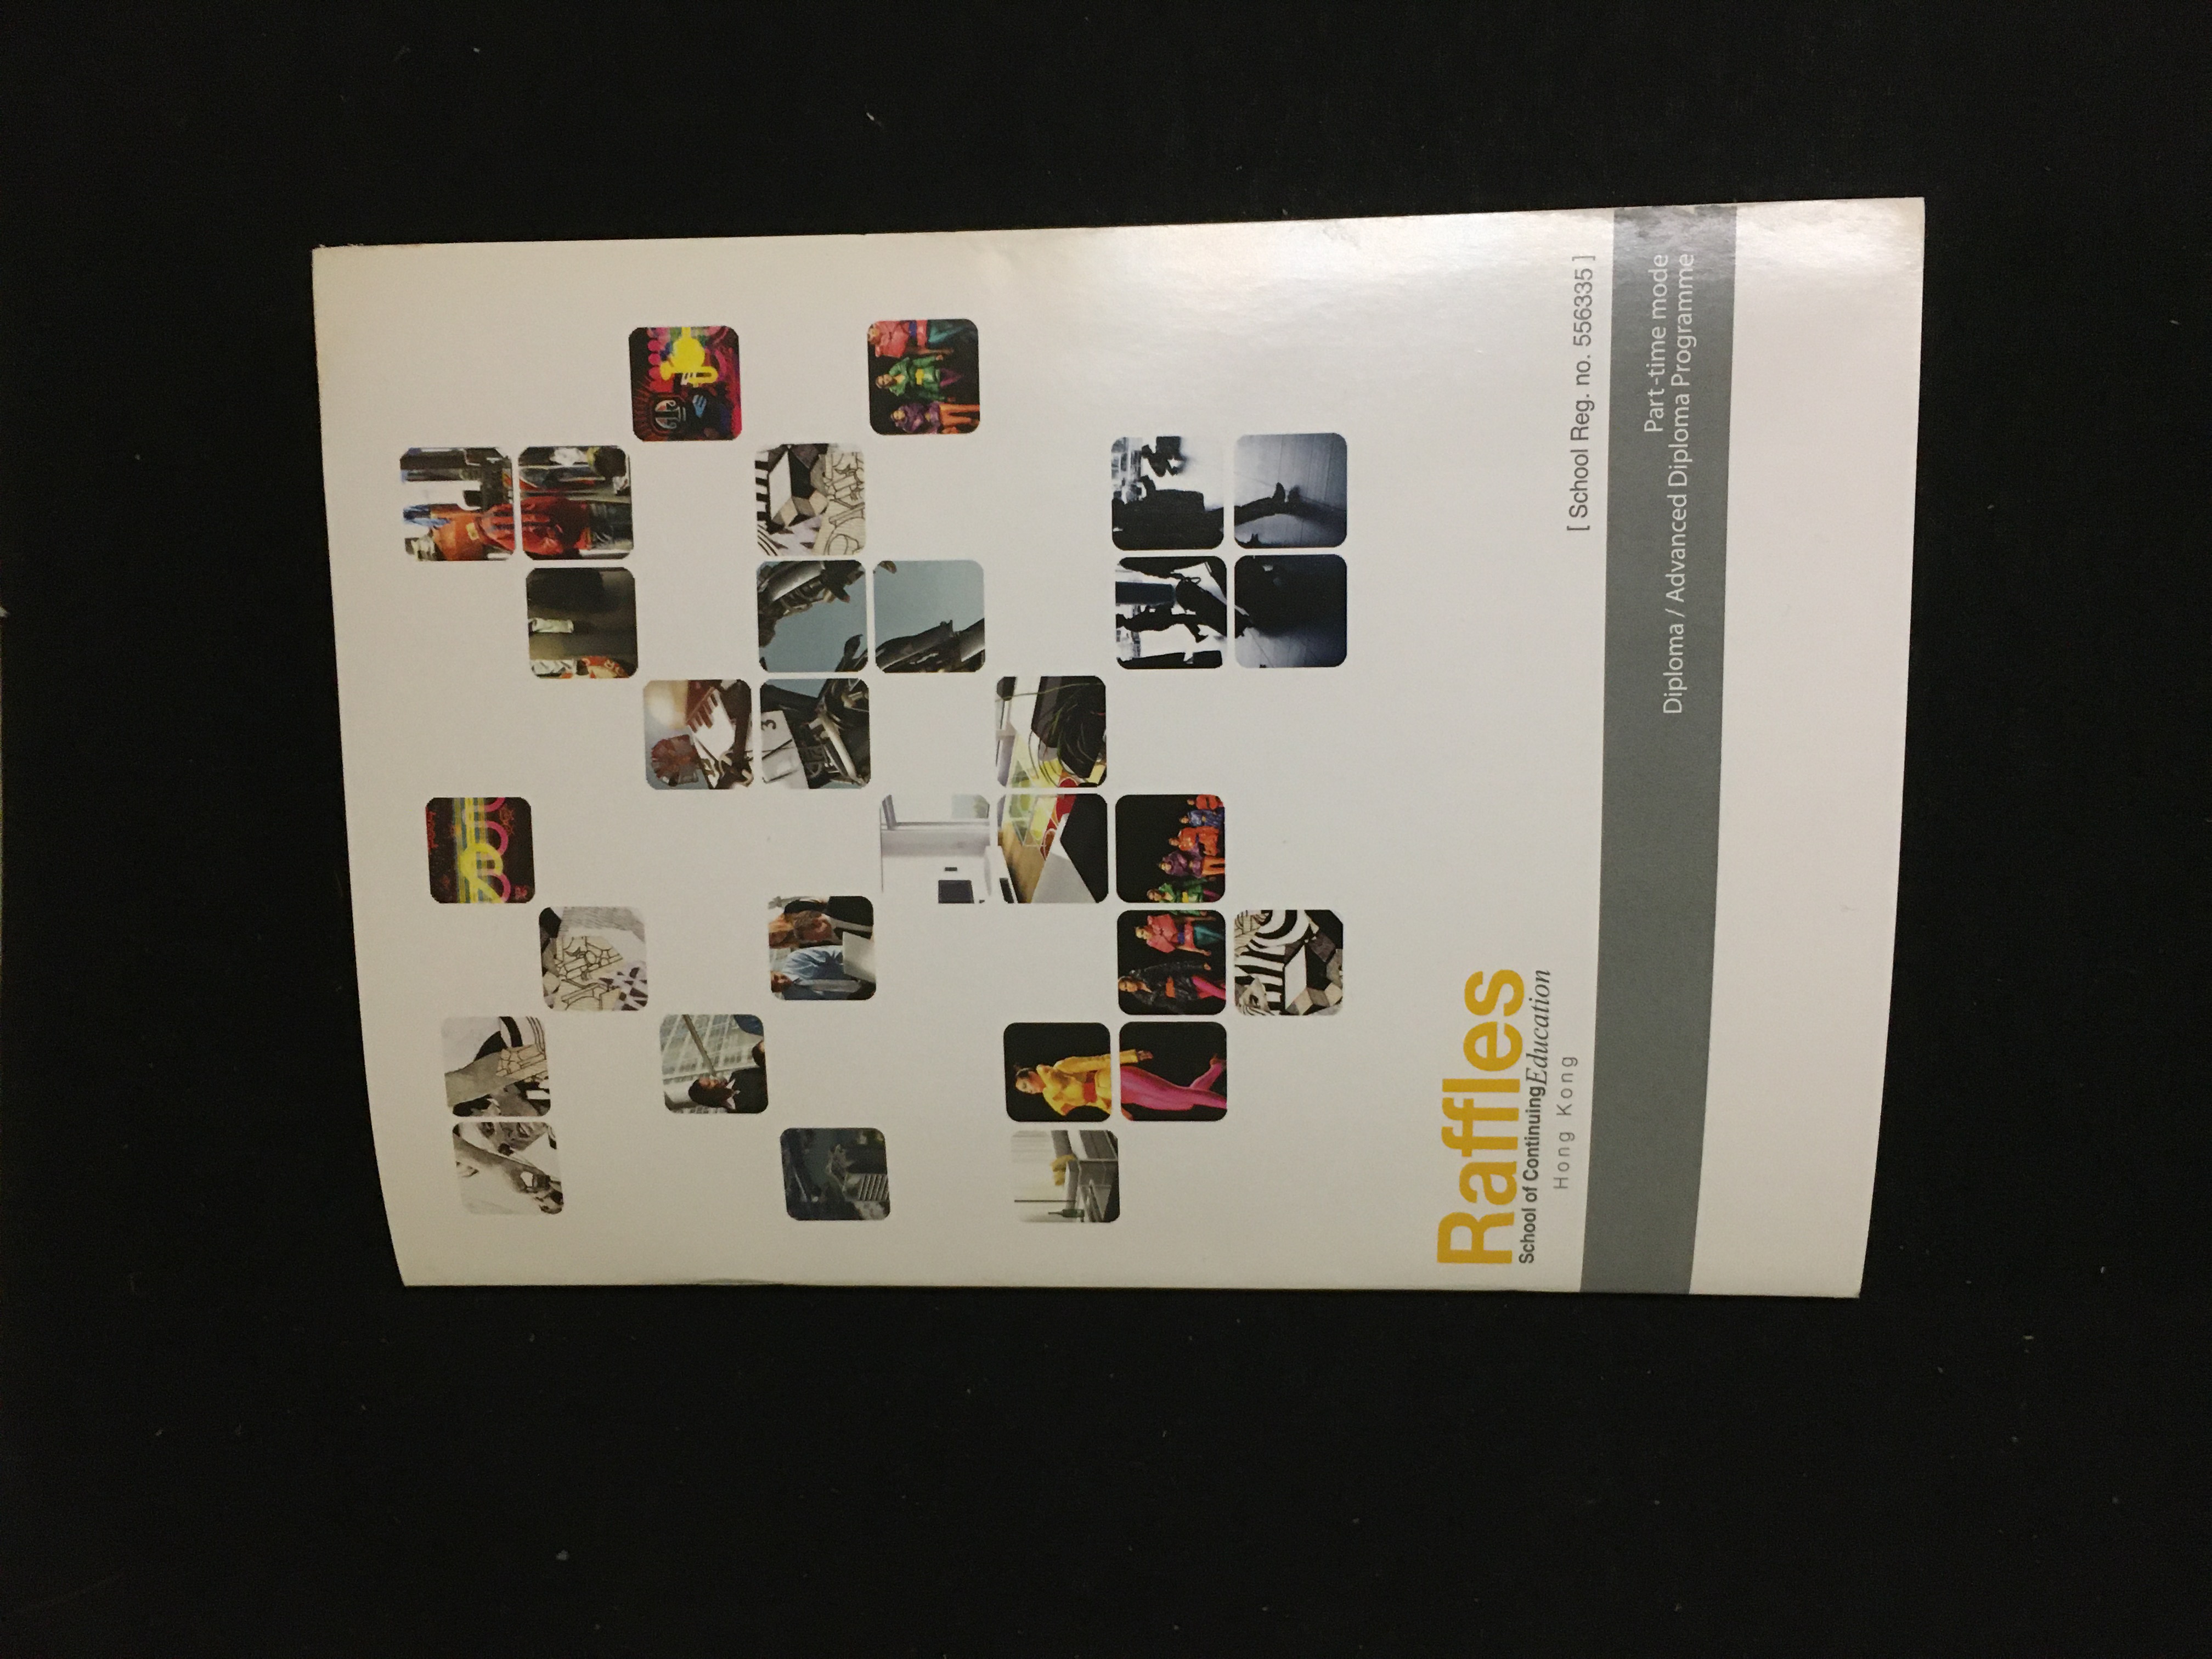 Raffles
School of Continuing Education
Hong Kong
[ School Reg. no. 556335 ]
Part-time mode
Diploma / Advanced Diploma Programme